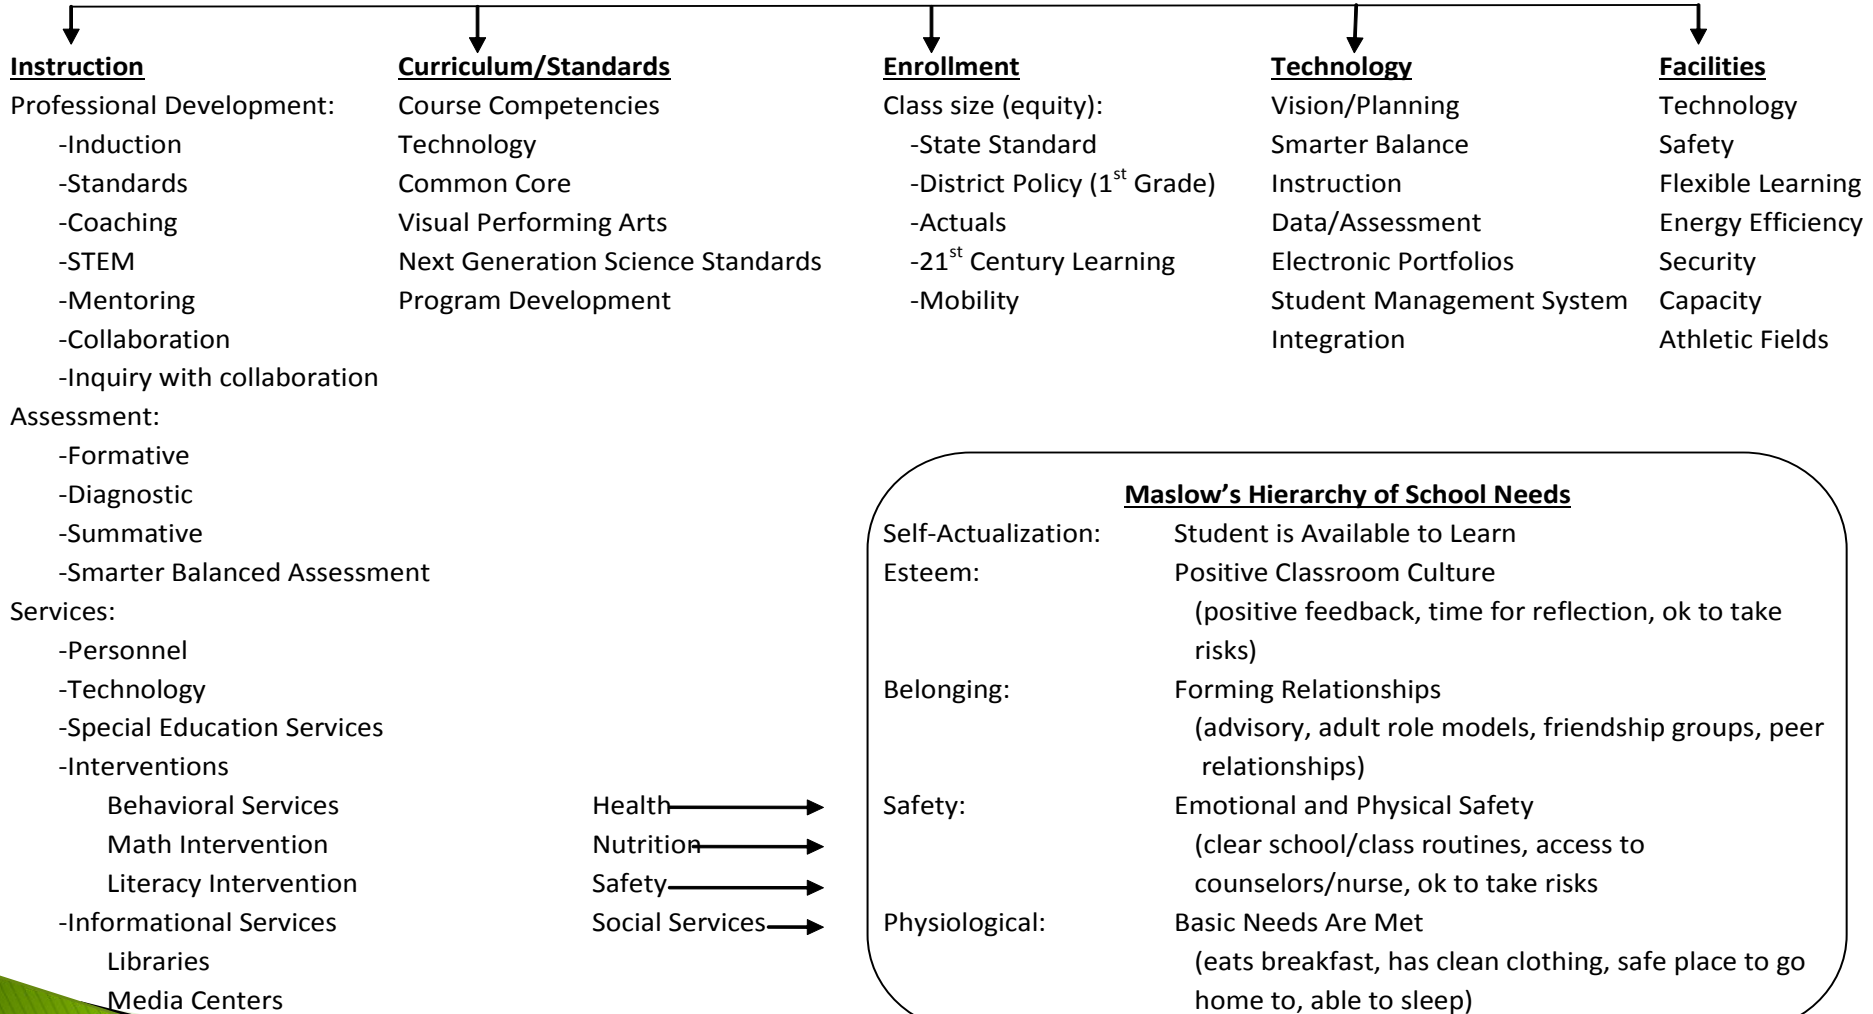 Instruction
Professional Development:
-Induction
-Standards
-Coaching
-STEM
-Mentoring
-Collaboration
-Inquiry with collaboration
Assessment:
-Formative
-Diagnostic
-Summative
-Smarter Balanced Assessment
Services:
-Personnel
-Technology
-Special Education Services
-Interventions
Behavioral Services
Math Intervention
Literacy Intervention
-Informational Services
Libraries
Media Centers
Curriculum/Standards
Course Competencies
Technology
Common Core
Visual Performing Arts
Next Generation Science Standards
Program Development
Enrollment
Class size (equity):
-State Standard
-District Policy (1st Grade)
-Actuals
-21st Century Learning
-Mobility
Technology
Vision/Planning
Smarter Balance
Instruction
Data/Assessment
Electronic Portfolios
Student Management System
Integration
Facilities
Technology
Safety
Flexible Learning
Energy Efficiency
Security
Capacity
Athletic Fields
Health
Nutrition
Safety
Social Services
Maslow’s Hierarchy of School Needs
Self-Actualization: Student is Available to Learn
Esteem: Positive Classroom Culture
(positive feedback, time for reflection, ok to take
risks)
Belonging: Forming Relationships
(advisory, adult role models, friendship groups, peer
relationships)
Safety: Emotional and Physical Safety
(clear school/class routines, access to
counselors/nurse, ok to take risks
Physiological: Basic Needs Are Met
(eats breakfast, has clean clothing, safe place to go
home to, able to sleep)